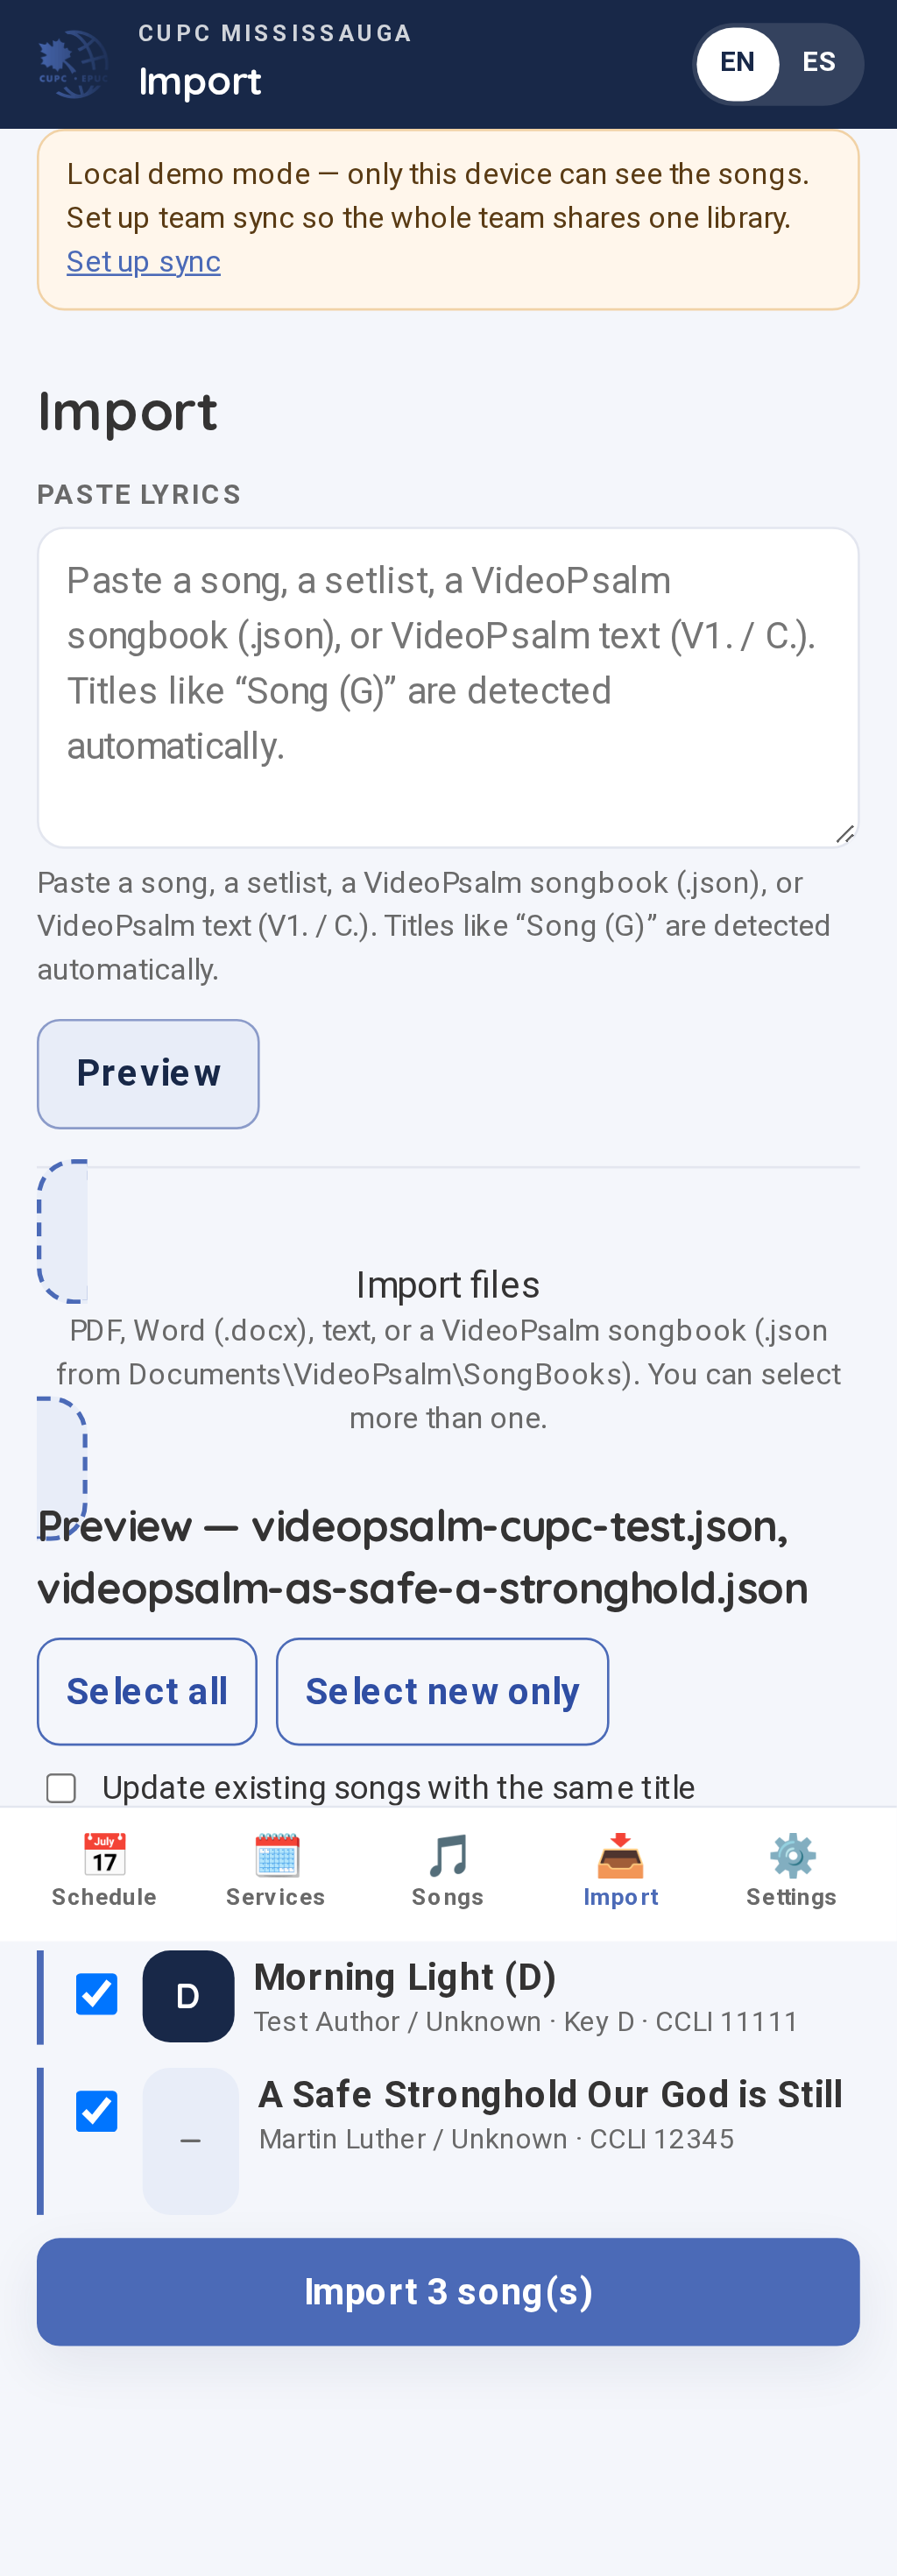 CUPC • EPUC
CUPC MISSISSAUGA
Import
EN ES
Local demo mode — only this device can see the songs.
Set up team sync so the whole team shares one library.
Set up sync
Import
PASTE LYRICS
Paste a song, a setlist, a VideoPsalm
songbook (.json), or VideoPsalm text (V1. / C.).
Titles like “Song (G)” are detected
automatically.
Paste a song, a setlist, a VideoPsalm songbook (.json), or
VideoPsalm text (V1. / C.). Titles like “Song (G)” are detected
automatically.
Preview
Import files
PDF, Word (.docx), text, or a VideoPsalm songbook (.json
from Documents\VideoPsalm\SongBooks). You can select
more than one.
Preview — videopsalm-cupc-test.json,
videopsalm-as-safe-a-stronghold.json
Select all Select new only
Update existing songs with the same title
July
17
Schedule Services Songs Import Settings
D Morning Light (D)
Test Author / Unknown · Key D · CCLI 11111
– A Safe Stronghold Our God is Still
Martin Luther / Unknown · CCLI 12345
Import 3 song(s)